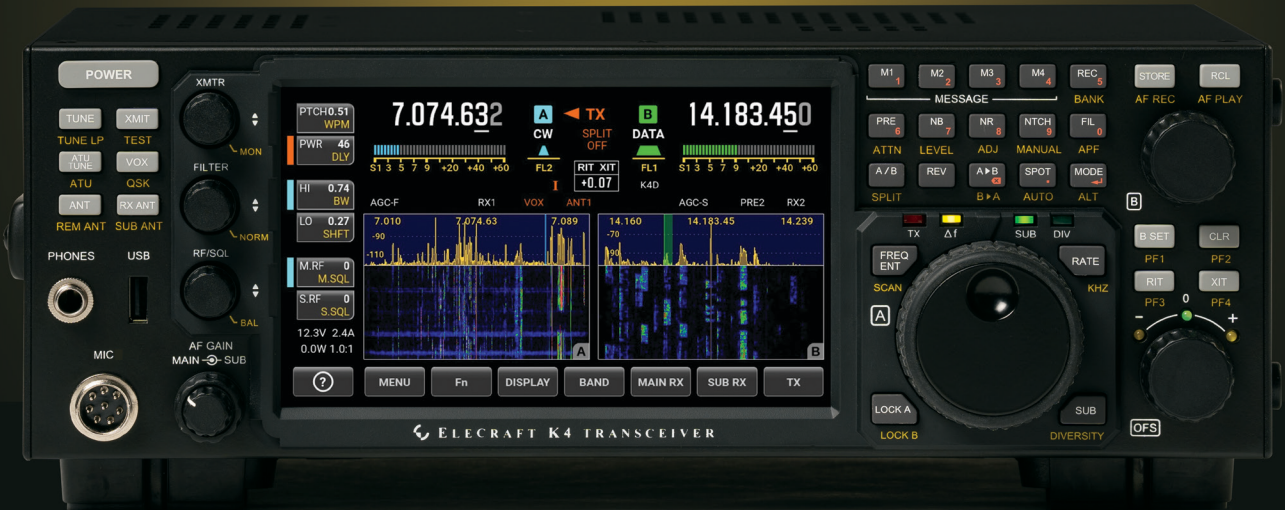 POWER
TUNE XMIT
TUNE LP TEST
ATU TUNE VOX
ATU QSK
ANT RX ANT
REM ANT SUB ANT
PHONES USB
MIC
XMTR
MON
FILTER
NORM
RF/SQL
BAL
AF GAIN
MAIN SUB
PTCH 0.51
WPM
PWR 46
DLY
HI 0.74
BW
LO 0.27
SHFT
M.RF 0
M.SQL
S.RF 0
S.SQL
12.3V 2.4A
0.0W 1.0:1
7.074.632 A TX B 14.183.450
CW SPLIT OFF DATA
S1 3 5 7 9 +20 +40 +60 FL2 FL1 S1 3 5 7 9 +20 +40 +60
RIT XIT
+0.07
I K4D
AGC-F RX1 VOX ANT1 AGC-S PRE2 RX2
7.010 7,074.63 7.089 14.160 14.183.45 14.239
-90 -70
-110 -90
A B
? MENU Fn DISPLAY BAND MAIN RX SUB RX TX
ELECRAFT K4 TRANSCEIVER
M1 1 M2 2 M3 3 M4 4 REC 5
MESSAGE BANK
PRE 6 NB 7 NR 8 NTCH 9 FIL 0
ATTN LEVEL ADJ MANUAL APF
A/B REV A▶B SPOT . MODE
SPLIT B▶A AUTO ALT
STORE RCL
AF REC AF PLAY
B
TX Δf SUB DIV
FREQ ENT RATE
SCAN KHZ
A
LOCK A SUB
LOCK B DIVERSITY
B SET CLR
PF1 PF2
RIT XIT
PF3 PF4
0
- +
OFS